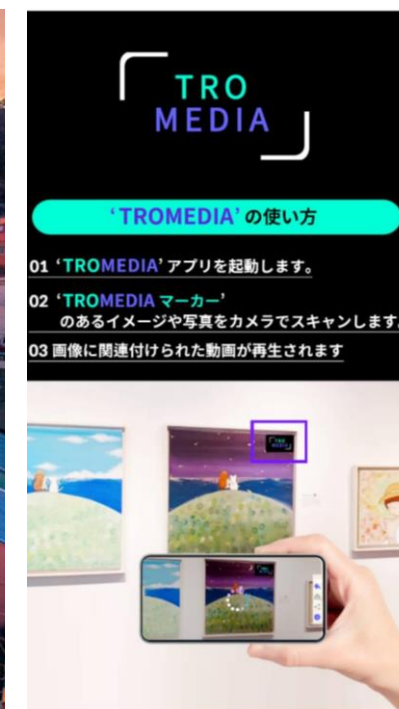 TRO
MEDIA
‘TROMEDIA’の使い方
01 ‘TROMEDIA’アプリを起動します。
02 ‘TROMEDIA マーカー’
のあるイメージや写真をカメラでスキャンします。
03 画像に関連付けられた動画が再生されます
TRO
MEDIA